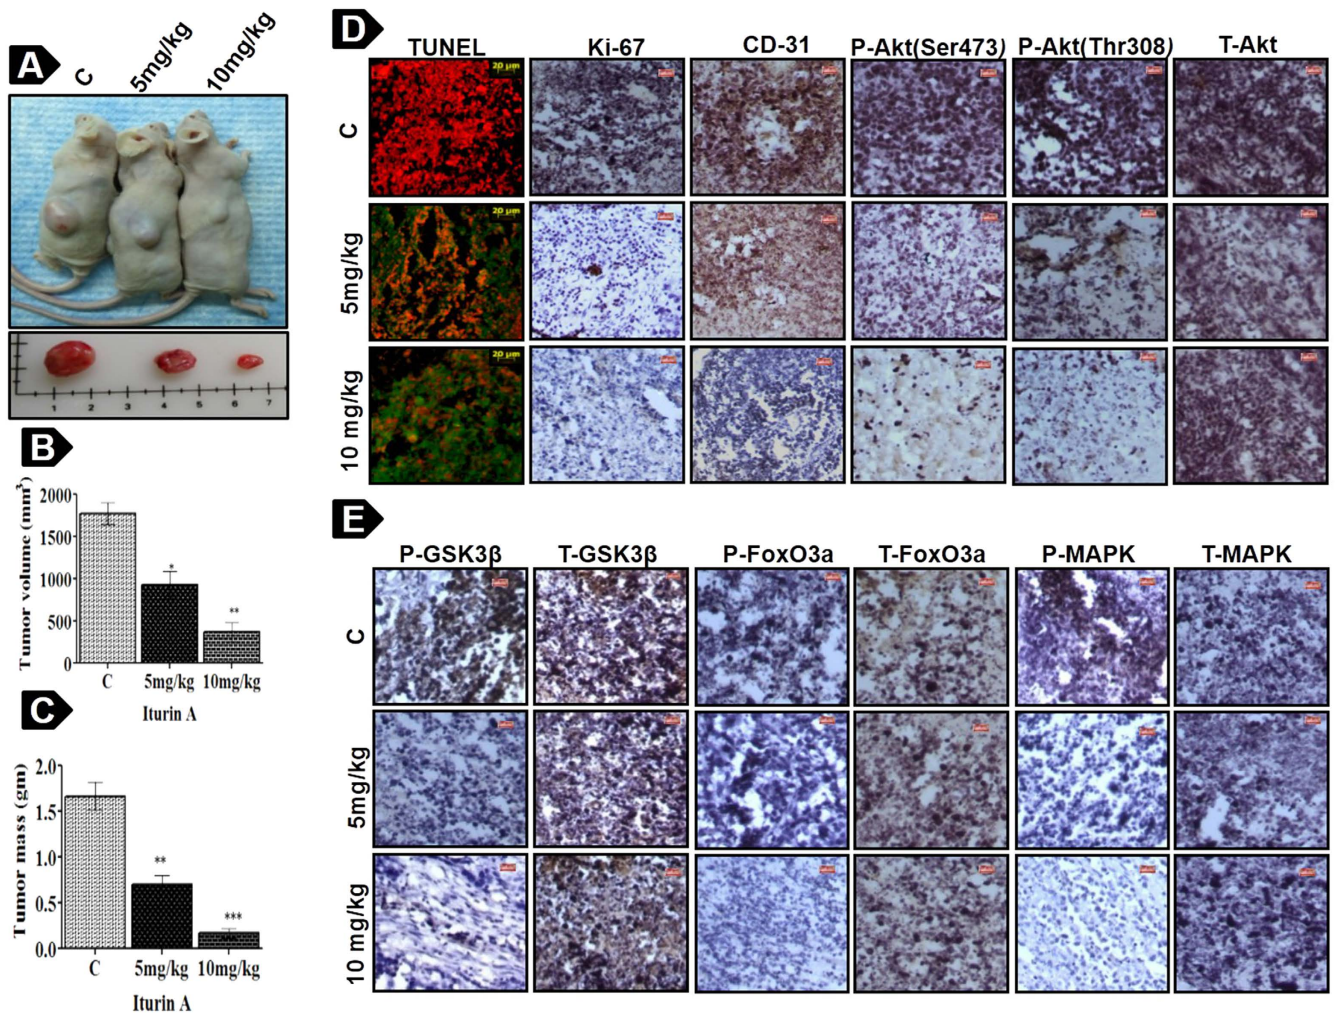 A
C
5mg/kg
10mg/kg
1 2 3 4 5 6 7
B
Tumor volume (mm³)
2000
1500
1000
500
0
*
**
C 5mg/kg 10mg/kg
Iturin A
C
Tumor mass (gm)
2.0
1.5
1.0
0.5
0.0
**
***
C 5mg/kg 10mg/kg
Iturin A
D
TUNEL Ki-67 CD-31 P-Akt(Ser473) P-Akt(Thr308) T-Akt
C
20 µm
5mg/kg
20 µm
10 mg/kg
20 µm
E
P-GSK3β T-GSK3β P-FoxO3a T-FoxO3a P-MAPK T-MAPK
C
5mg/kg
10 mg/kg